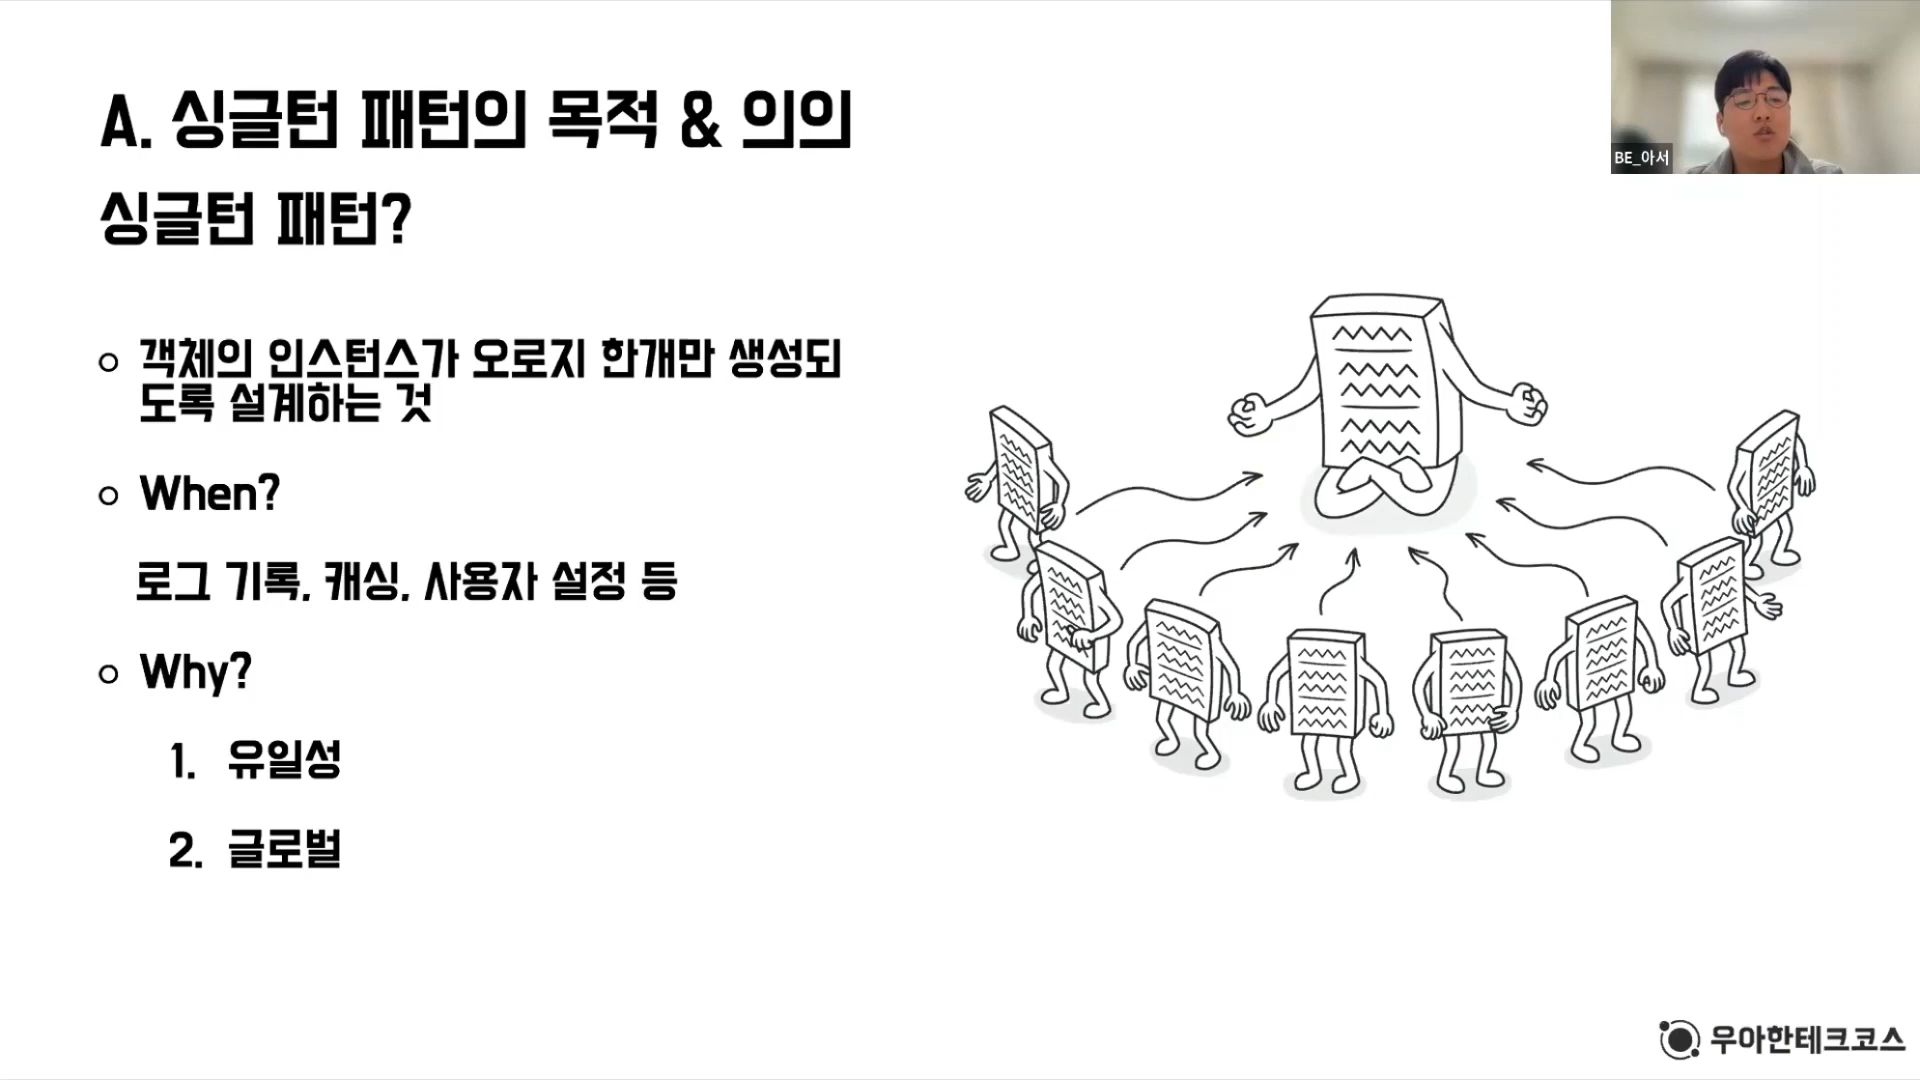 A. 싱글턴 패턴의 목적 & 의의
싱글턴 패턴?
객체의 인스턴스가 오로지 한개만 생성되
도록 설계하는 것
When?
로그 기록, 캐싱, 사용자 설정 등
Why?
1. 유일성
2. 글로벌
BE_아서
우아한테크코스